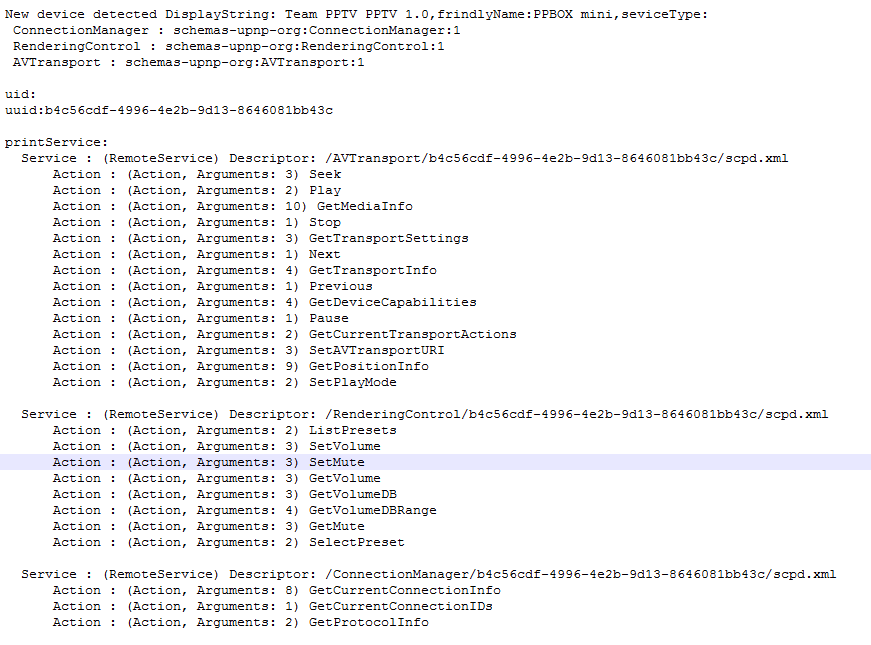 New device detected DisplayString: Team PPTV PPTV 1.0,frindlyName:PPBOX mini,seviceType:
ConnectionManager : schemas-upnp-org:ConnectionManager:1
RenderingControl : schemas-upnp-org:RenderingControl:1
AVTransport : schemas-upnp-org:AVTransport:1
uid:
uuid:b4c56cdf-4996-4e2b-9d13-8646081bb43c
printService:
Service : (RemoteService) Descriptor: /AVTransport/b4c56cdf-4996-4e2b-9d13-8646081bb43c/scpd.xml
Action : (Action, Arguments: 3) Seek
Action : (Action, Arguments: 2) Play
Action : (Action, Arguments: 10) GetMediaInfo
Action : (Action, Arguments: 1) Stop
Action : (Action, Arguments: 3) GetTransportSettings
Action : (Action, Arguments: 1) Next
Action : (Action, Arguments: 4) GetTransportInfo
Action : (Action, Arguments: 1) Previous
Action : (Action, Arguments: 4) GetDeviceCapabilities
Action : (Action, Arguments: 1) Pause
Action : (Action, Arguments: 2) GetCurrentTransportActions
Action : (Action, Arguments: 3) SetAVTransportURI
Action : (Action, Arguments: 9) GetPositionInfo
Action : (Action, Arguments: 2) SetPlayMode
Service : (RemoteService) Descriptor: /RenderingControl/b4c56cdf-4996-4e2b-9d13-8646081bb43c/scpd.xml
Action : (Action, Arguments: 2) ListPresets
Action : (Action, Arguments: 3) SetVolume
Action : (Action, Arguments: 3) SetMute
Action : (Action, Arguments: 3) GetVolume
Action : (Action, Arguments: 3) GetVolumeDB
Action : (Action, Arguments: 4) GetVolumeDBRange
Action : (Action, Arguments: 3) GetMute
Action : (Action, Arguments: 2) SelectPreset
Service : (RemoteService) Descriptor: /ConnectionManager/b4c56cdf-4996-4e2b-9d13-8646081bb43c/scpd.xml
Action : (Action, Arguments: 8) GetCurrentConnectionInfo
Action : (Action, Arguments: 1) GetCurrentConnectionIDs
Action : (Action, Arguments: 2) GetProtocolInfo